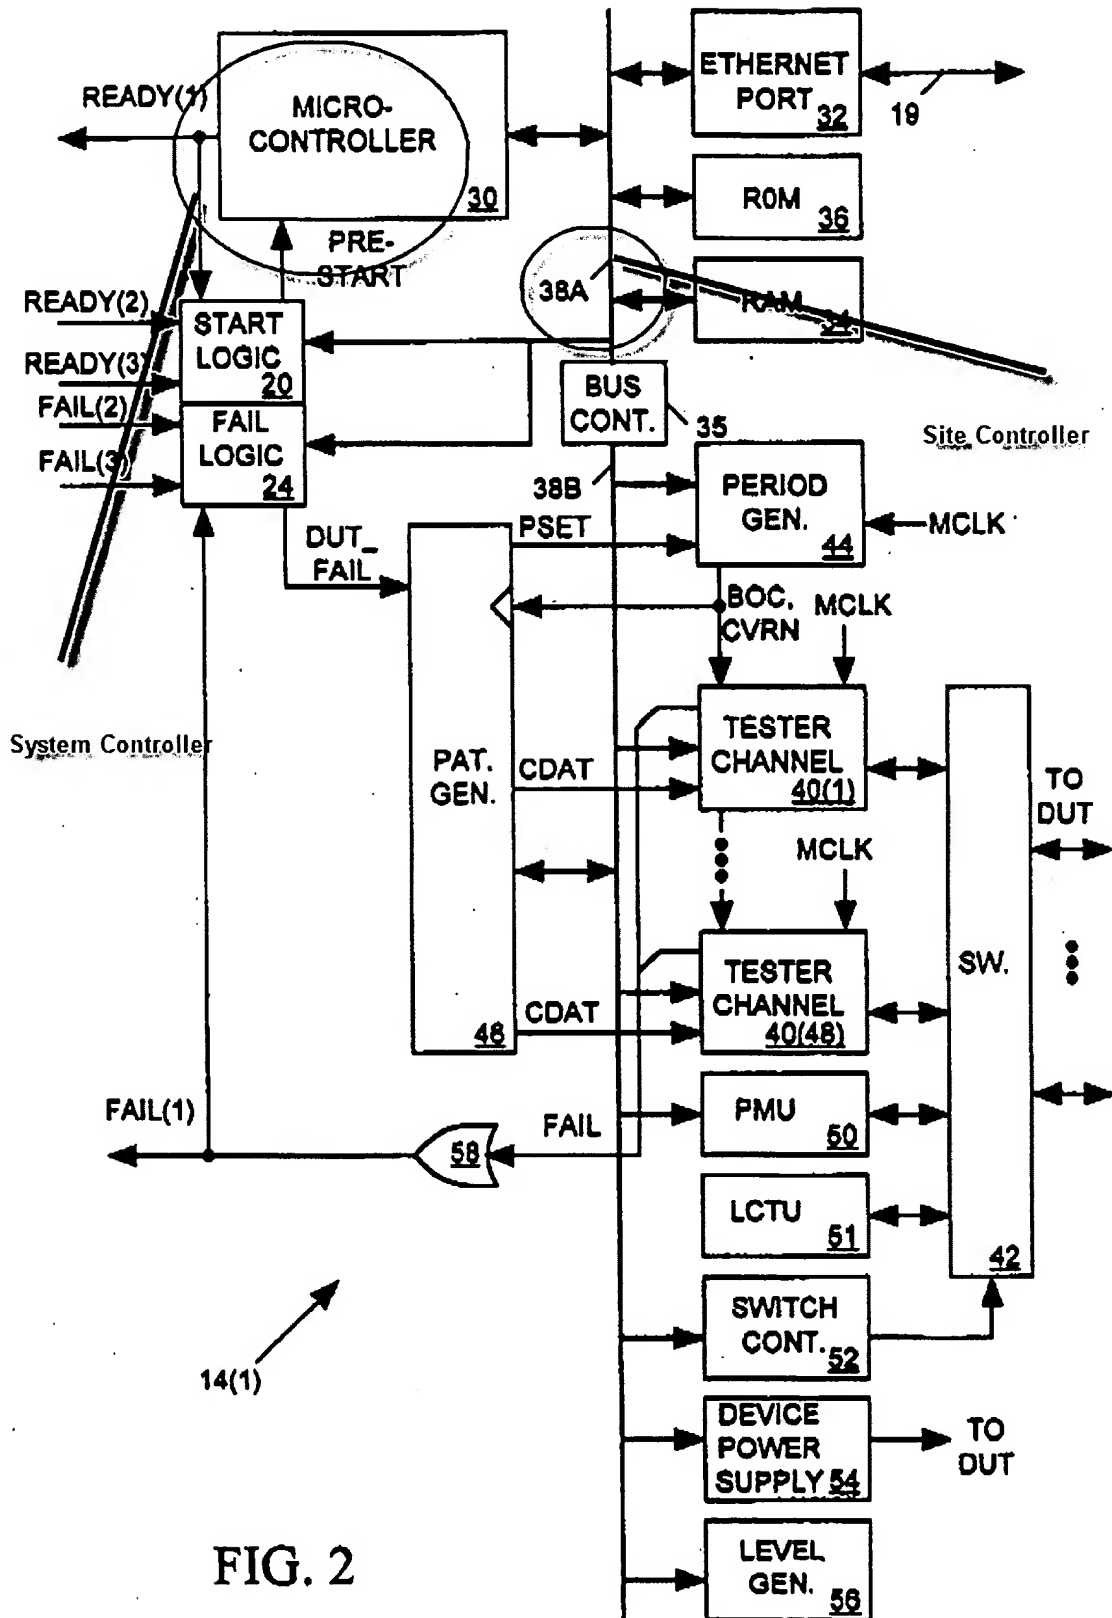 READY(1)
MICRO-
CONTROLLER
30
ETHERNET
PORT
32
19
R0M
36
PRE-
START
38A
RAM
34
READY(2)
READY(3)
START
LOGIC
20
FAIL(2)
FAIL(3)
FAIL
LOGIC
24
BUS
CONT.
35
Site Controller
38B
PERIOD
GEN.
44
MCLK
PSET
DUT_
FAIL
BOC,
CVRN
MCLK
System Controller
PAT.
GEN.
46
CDAT
TESTER
CHANNEL
40(1)
TO
DUT
MCLK
CDAT
TESTER
CHANNEL
40(48)
SW.
42
FAIL(1)
58
FAIL
PMU
50
LCTU
51
14(1)
SWITCH
CONT.
52
DEVICE
POWER
SUPPLY 54
TO
DUT
FIG. 2
LEVEL
GEN.
56